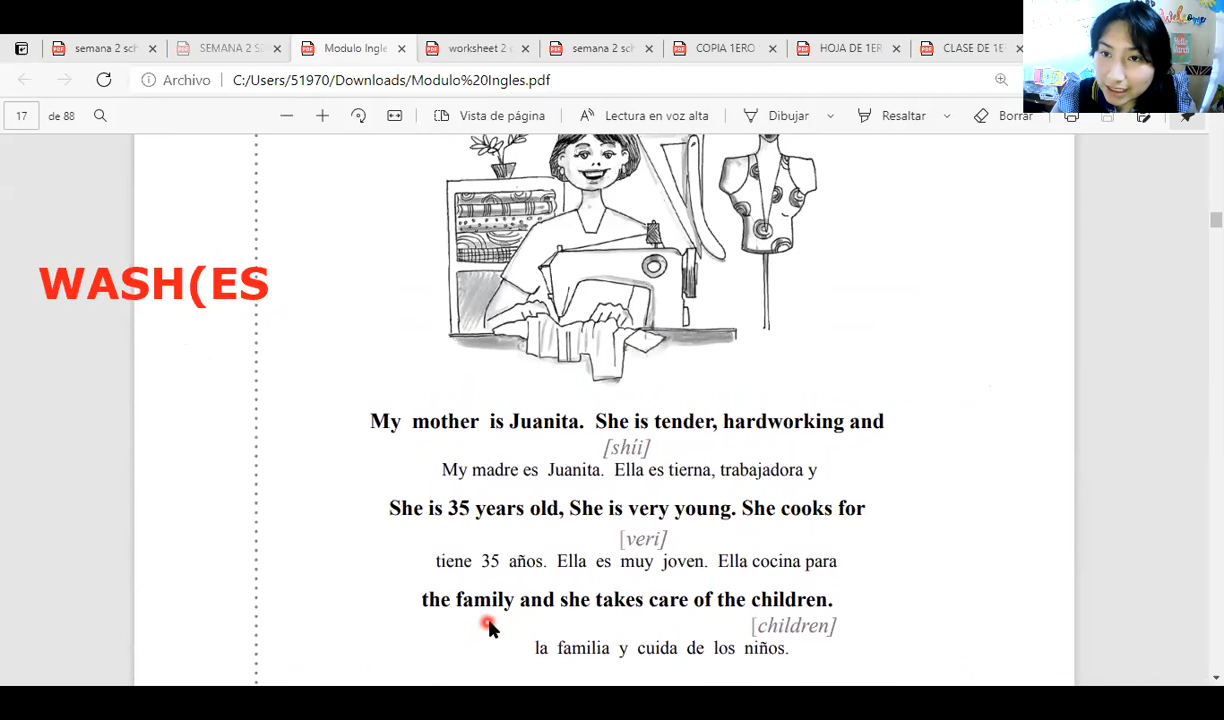 semana 2 sch
SEMANA 2 S
Modulo Ingle
worksheet 2
semana 2 sch
COPIA 1ERO
HOJA DE 1ER
CLASE DE 1E
Welcome
Archivo C:/Users/51970/Downloads/Modulo%20Ingles.pdf
17 de 88 Vista de página Lectura en voz alta Dibujar Resaltar Borrar
WASH(ES
My mother is Juanita. She is tender, hardworking and
[shíi]
My madre es Juanita. Ella es tierna, trabajadora y
She is 35 years old, She is very young. She cooks for
[veri]
tiene 35 años. Ella es muy joven. Ella cocina para
the family and she takes care of the children.
[children]
la familia y cuida de los niños.